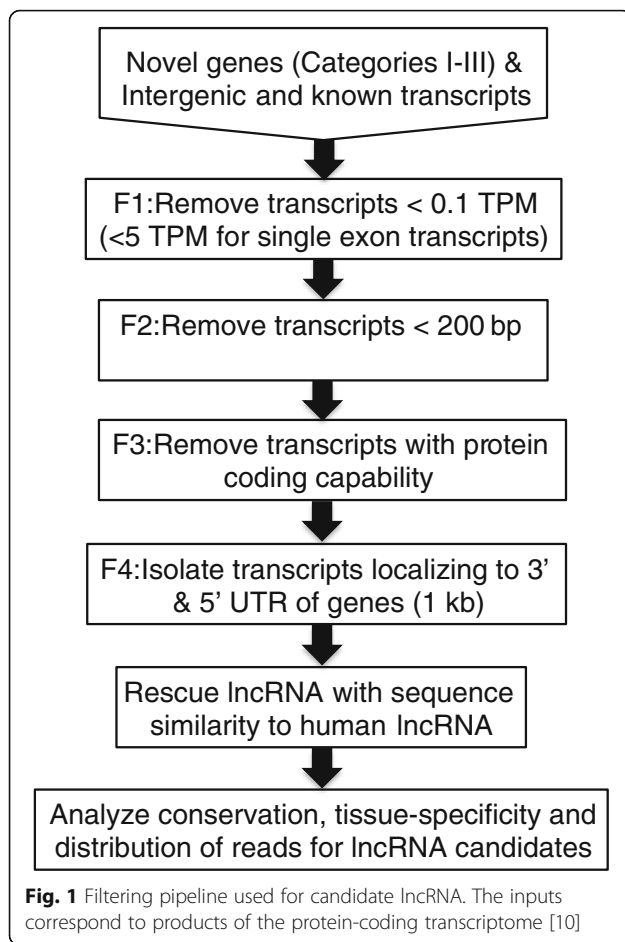 Novel genes (Categories I-III) &
Intergenic and known transcripts
F1:Remove transcripts < 0.1 TPM
(<5 TPM for single exon transcripts)
F2:Remove transcripts < 200 bp
F3:Remove transcripts with protein
coding capability
F4:Isolate transcripts localizing to 3’
& 5’ UTR of genes (1 kb)
Rescue lncRNA with sequence
similarity to human lncRNA
Analyze conservation, tissue-specificity and
distribution of reads for lncRNA candidates
Fig. 1 Filtering pipeline used for candidate lncRNA. The inputs
correspond to products of the protein-coding transcriptome [10]